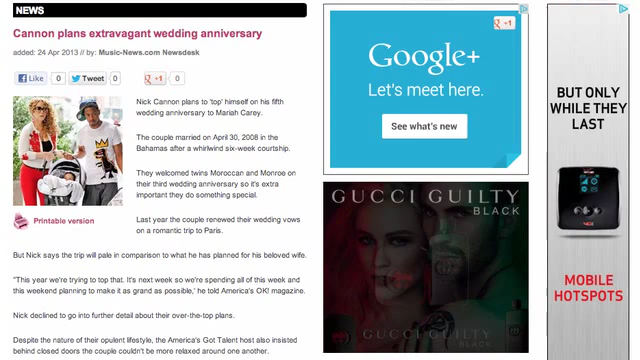 NEWS
Cannon plans extravagant wedding anniversary
added: 24 Apr 2013 // by: Music-News.com Newsdesk
Like 0 Tweet 0 +1 0
Nick Cannon plans to 'top' himself on his fifth
wedding anniversary to Mariah Carey.
The couple married on April 30, 2008 in the
Bahamas after a whirlwind six-week courtship.
They welcomed twins Moroccan and Monroe on
their third wedding anniversary so it's extra
important they do something special.
Printable version
Last year the couple renewed their wedding vows
on a romantic trip to Paris.
But Nick says the trip will pale in comparison to what he has planned for his beloved wife.
"This year we're trying to top that. It's next week so we're spending all of this week and
this weekend planning to make it as grand as possible,' he told America's OK! magazine.
Nick declined to go into further detail about their over-the-top plans.
Despite the nature of their opulent lifestyle, the America's Got Talent host also insisted
behind closed doors the couple couldn't be more relaxed around one another.
+1
Google+
Let's meet here.
See what's new
GUCCI GUILTY
BLACK
GUCCI GUILTY
BLACK
BUT ONLY
WHILE THEY
LAST
MOBILE
HOTSPOTS